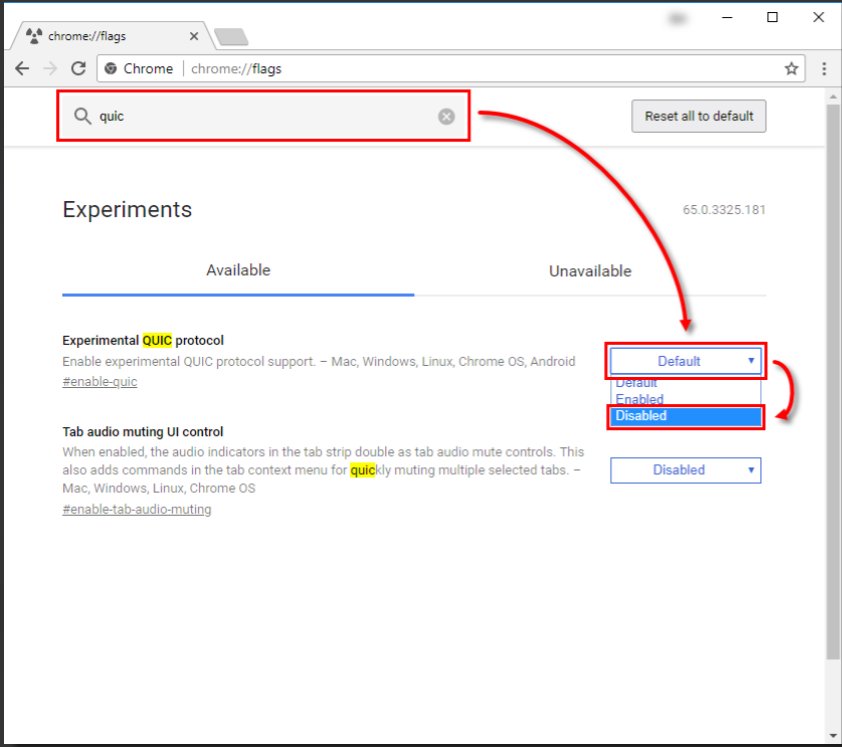 chrome://flags
Chrome | chrome://flags
quic
Reset all to default
Experiments
65.0.3325.181
Available
Unavailable
Experimental QUIC protocol
Enable experimental QUIC protocol support. – Mac, Windows, Linux, Chrome OS, Android
#enable-quic
Default
Default
Enabled
Disabled
Tab audio muting UI control
When enabled, the audio indicators in the tab strip double as tab audio mute controls. This
also adds commands in the tab context menu for quickly muting multiple selected tabs. –
Mac, Windows, Linux, Chrome OS
#enable-tab-audio-muting
Disabled